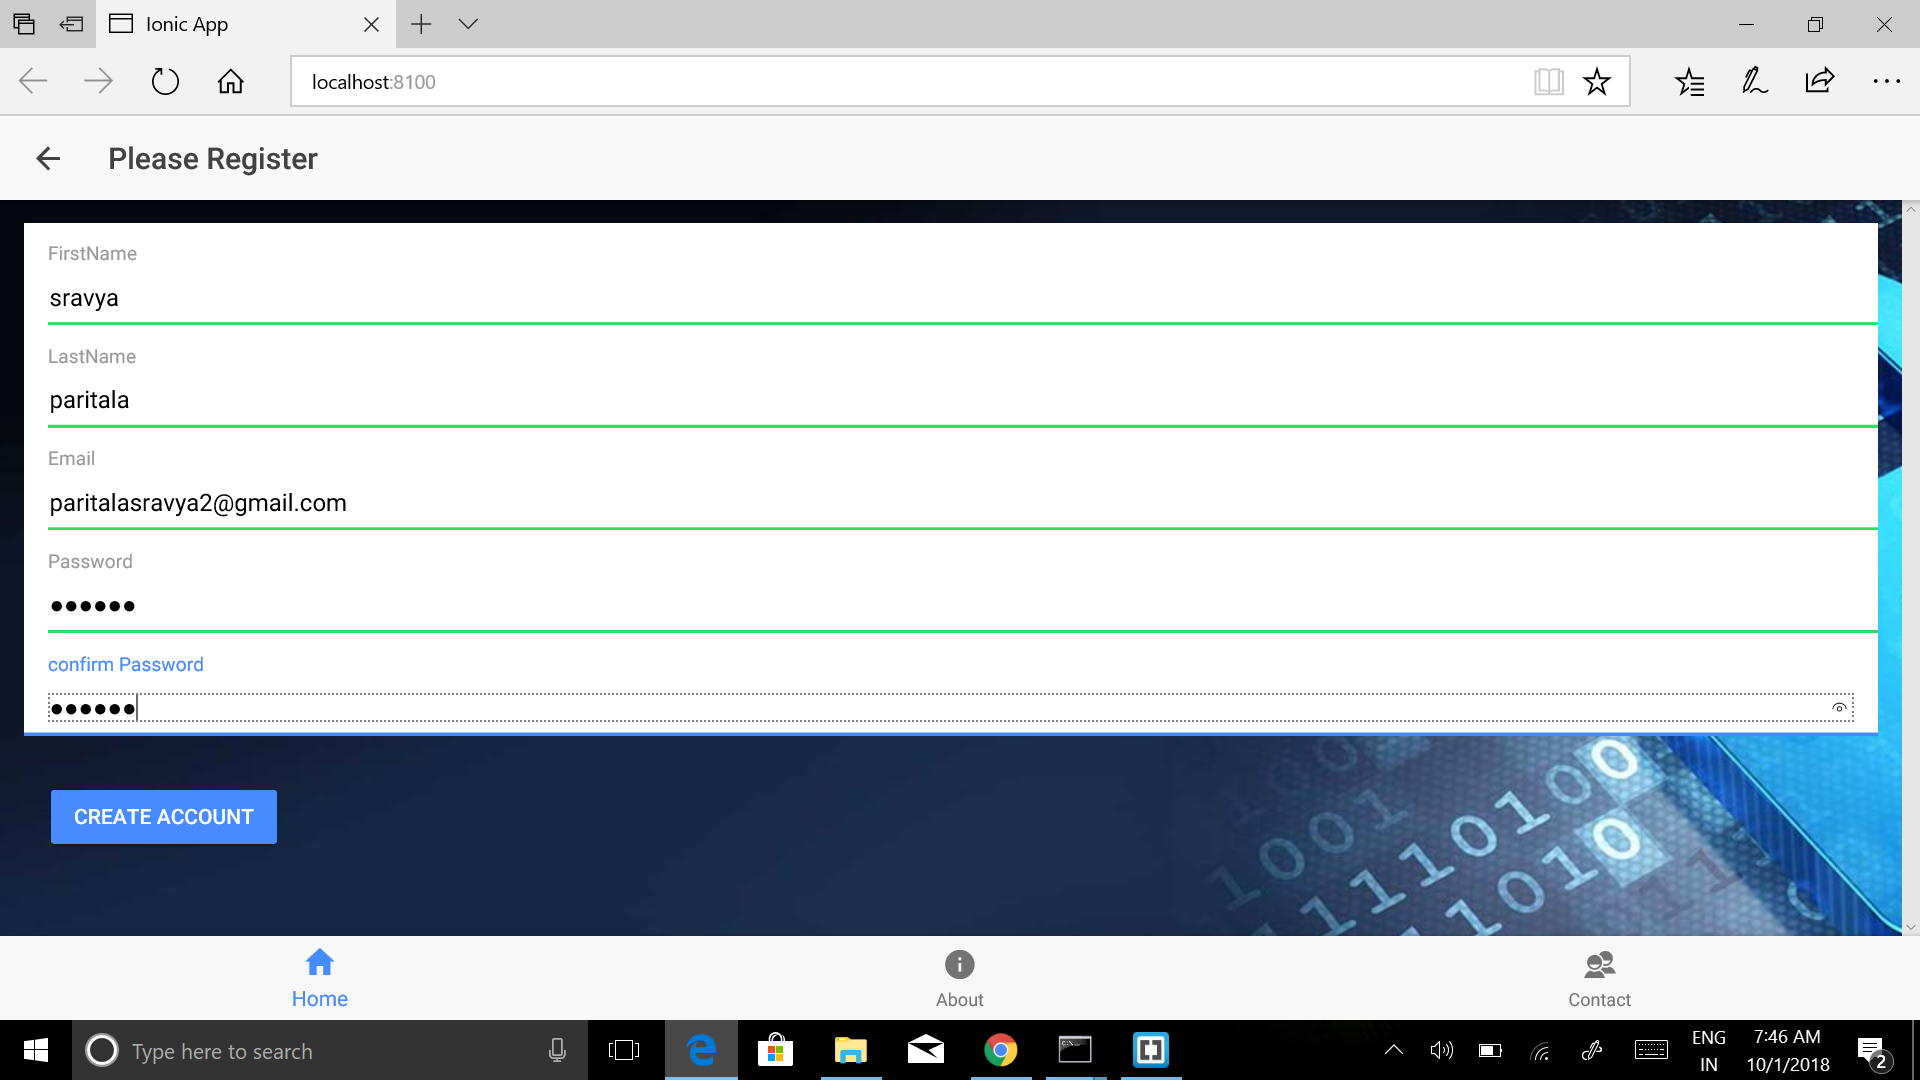 Ionic App
localhost:8100
Please Register
FirstName
sravya
LastName
paritala
Email
paritalasravya2@gmail.com
Password
●●●●●●
confirm Password
●●●●●●
CREATE ACCOUNT
Home
About
Contact
Type here to search
ENG
IN
7:46 AM
10/1/2018
2